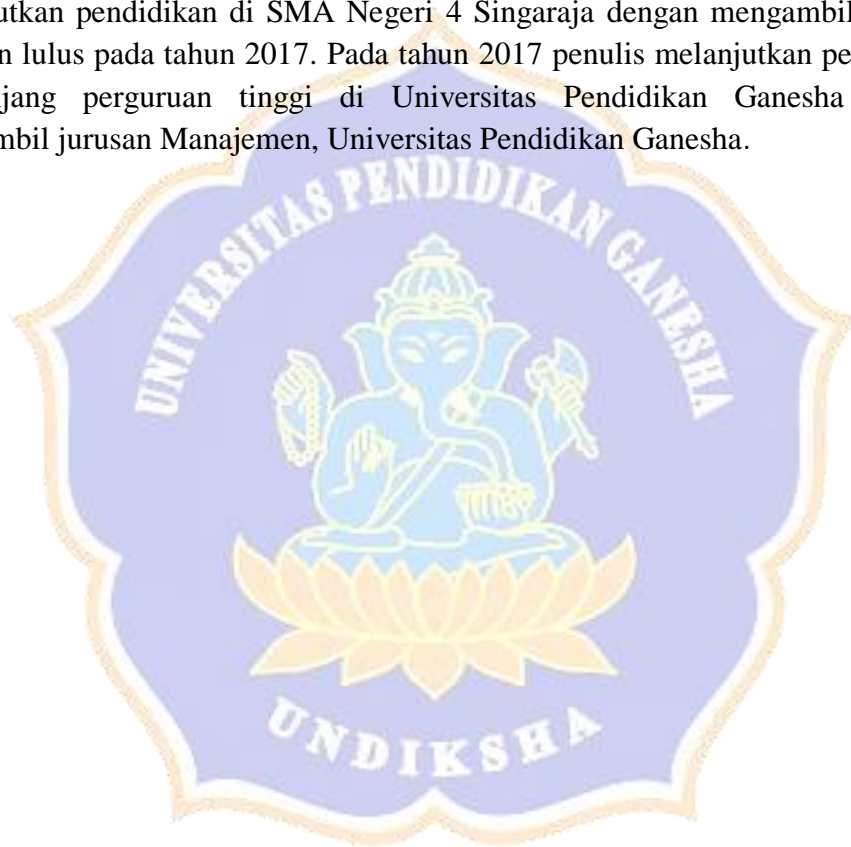 utkan pendidikan di SMA Negeri 4 Singaraja dengan mengambil
n lulus pada tahun 2017. Pada tahun 2017 penulis melanjutkan pe
jang perguruan tinggi di Universitas Pendidikan Ganesha
mbil jurusan Manajemen, Universitas Pendidikan Ganesha.
UNIVERSITAS PENDIDIKAN GANESHA
UNDIKSHA